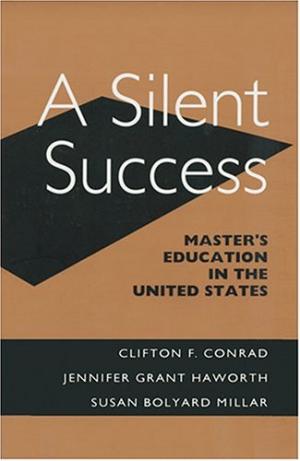 A Silent
Success
MASTER'S
EDUCATION
IN THE
UNITED STATES
CLIFTON F. CONRAD
JENNIFER GRANT HAWORTH
SUSAN BOLYARD MILLAR